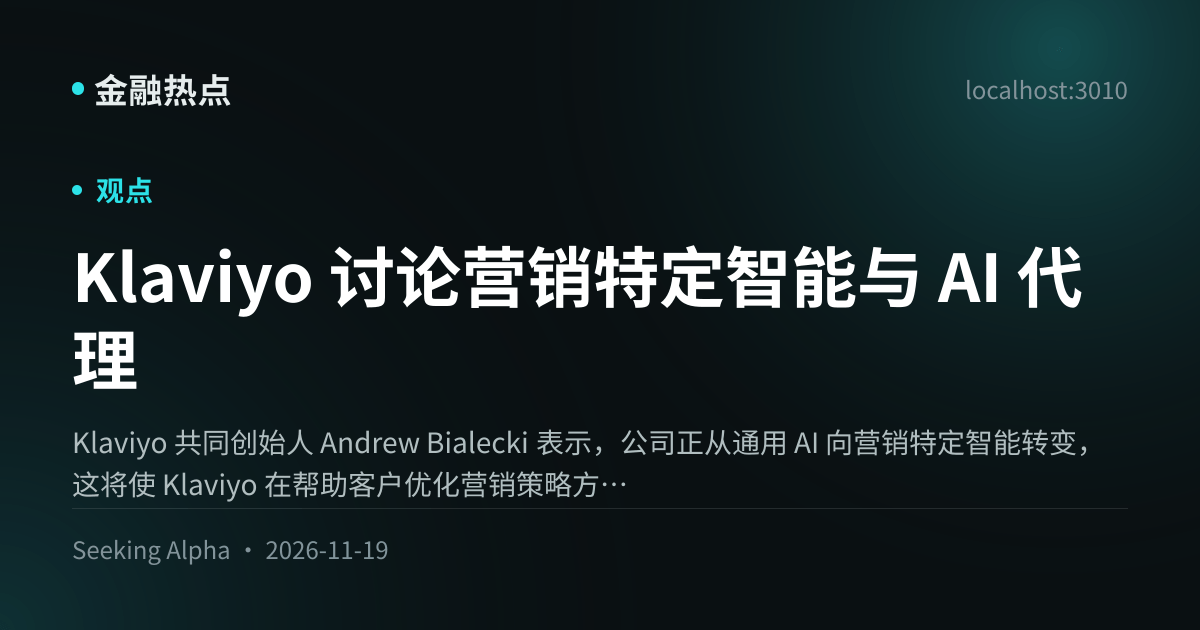 金融热点
localhost:3010
观点
Klaviyo 讨论营销特定智能与 AI 代
理
Klaviyo 共同创始人 Andrew Bialecki 表示，公司正从通用 AI 向营销特定智能转变，
这将使 Klaviyo 在帮助客户优化营销策略方…
Seeking Alpha · 2026-11-19